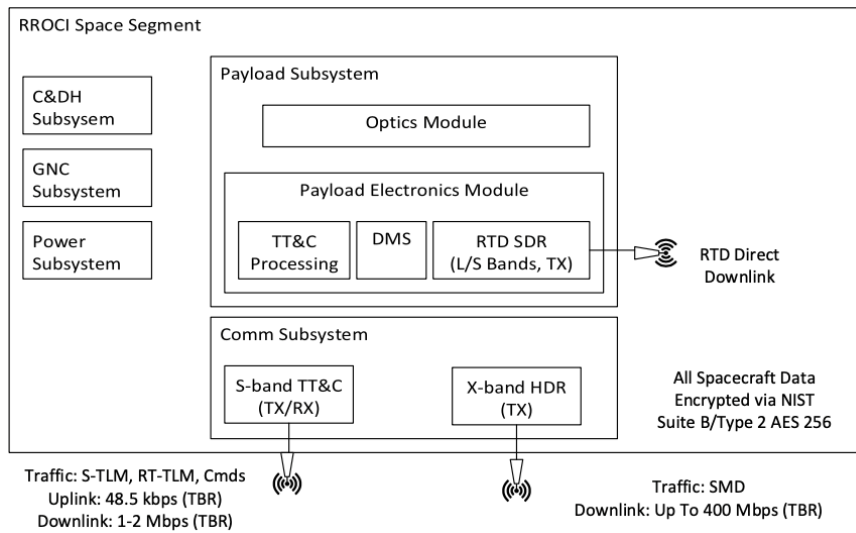 RROCI Space Segment
C&DH
Subsysem
GNC
Subsystem
Power
Subsystem
Payload Subsystem
Optics Module
Payload Electronics Module
TT&C
Processing
DMS
RTD SDR
(L/S Bands, TX)
RTD Direct
Downlink
Comm Subsystem
S-band TT&C
(TX/RX)
X-band HDR
(TX)
All Spacecraft Data
Encrypted via NIST
Suite B/Type 2 AES 256
Traffic: S-TLM, RT-TLM, Cmds
Uplink: 48.5 kbps (TBR)
Downlink: 1-2 Mbps (TBR)
Traffic: SMD
Downlink: Up To 400 Mbps (TBR)